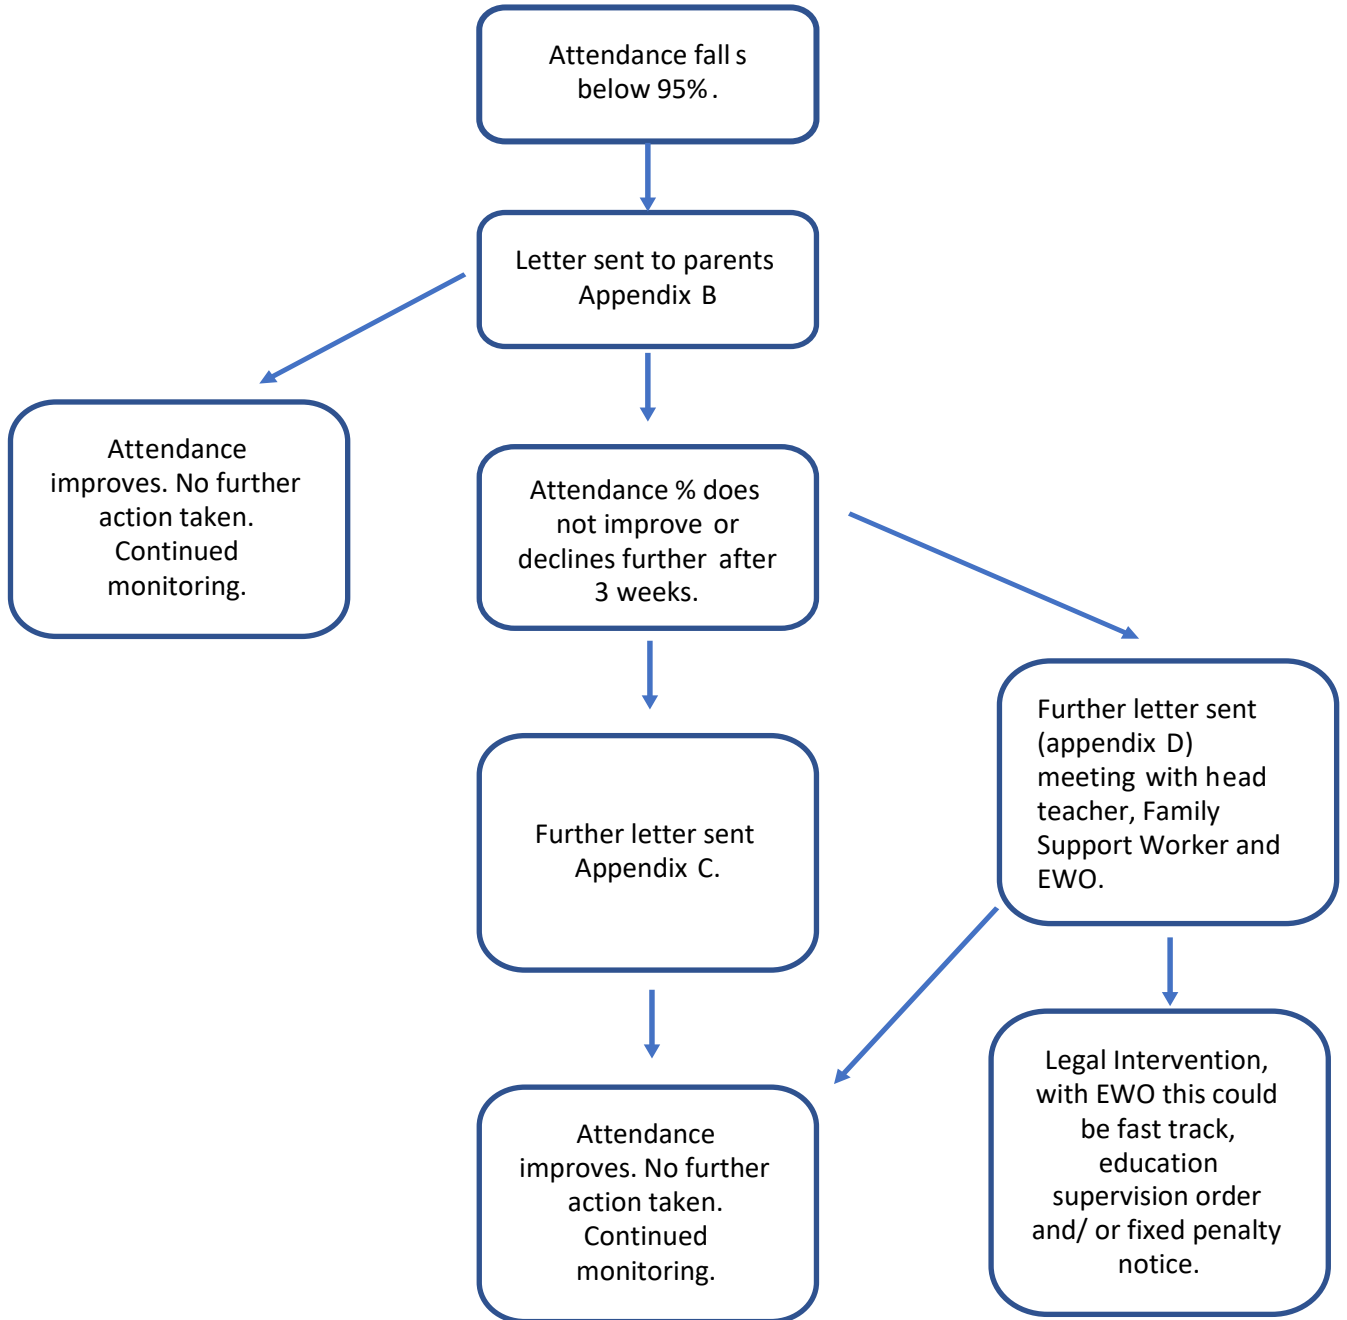 Attendance falls
below 95%.
Letter sent to parents
Appendix B
Attendance
improves. No further
action taken.
Continued
monitoring.
Attendance % does
not improve or
declines further after
3 weeks.
Further letter sent
(appendix D)
meeting with head
teacher, Family
Support Worker and
EWO.
Further letter sent
Appendix C.
Legal Intervention,
with EWO this could
be fast track,
education
supervision order
and/ or fixed penalty
notice.
Attendance
improves. No further
action taken.
Continued
monitoring.